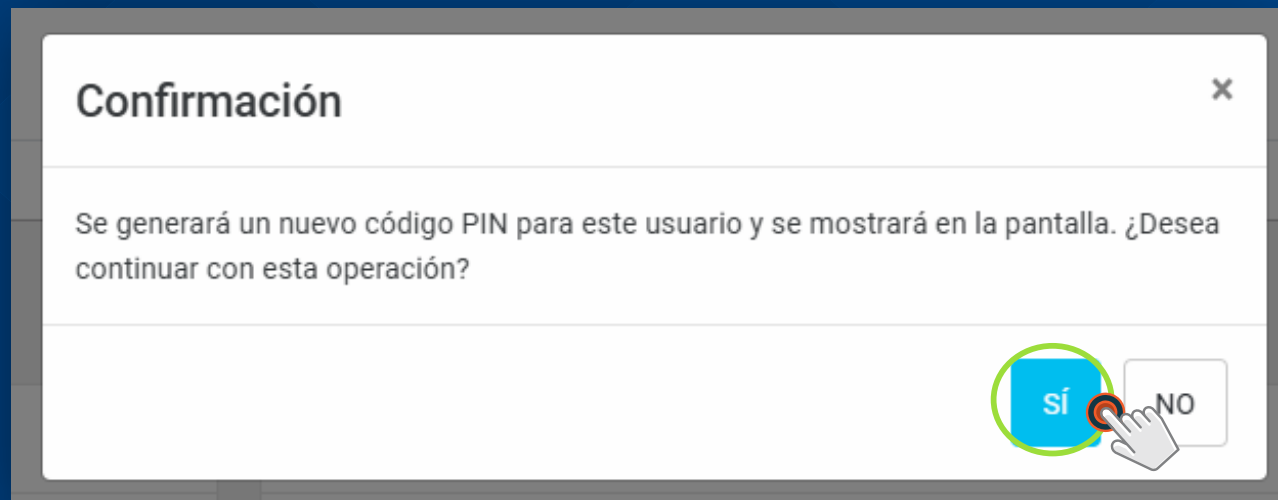 Confirmación
×
Se generará un nuevo código PIN para este usuario y se mostrará en la pantalla. ¿Desea
continuar con esta operación?
SÍ NO